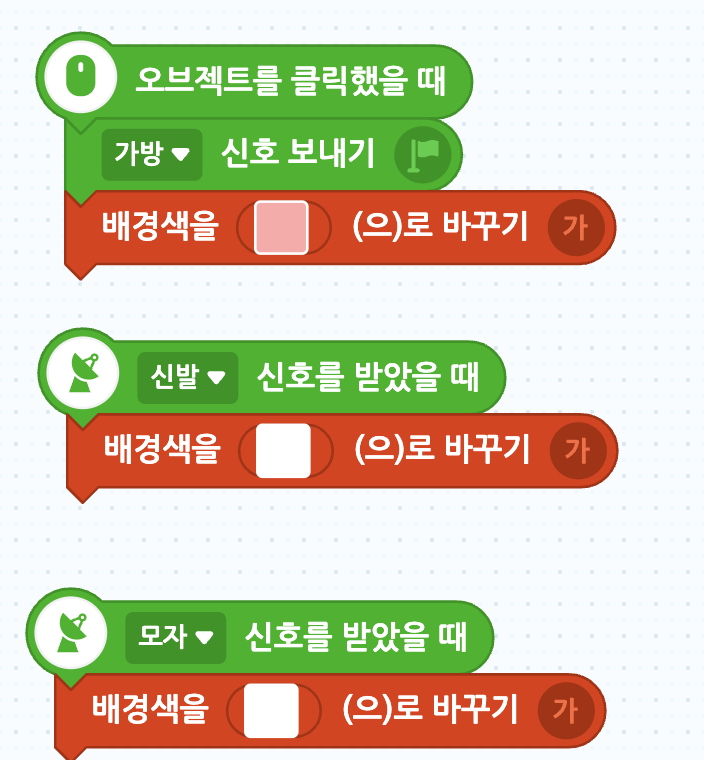 오브젝트를 클릭했을 때
가방 신호 보내기
배경색을 (으)로 바꾸기 가
신발 신호를 받았을 때
배경색을 (으)로 바꾸기 가
모자 신호를 받았을 때
배경색을 (으)로 바꾸기 가